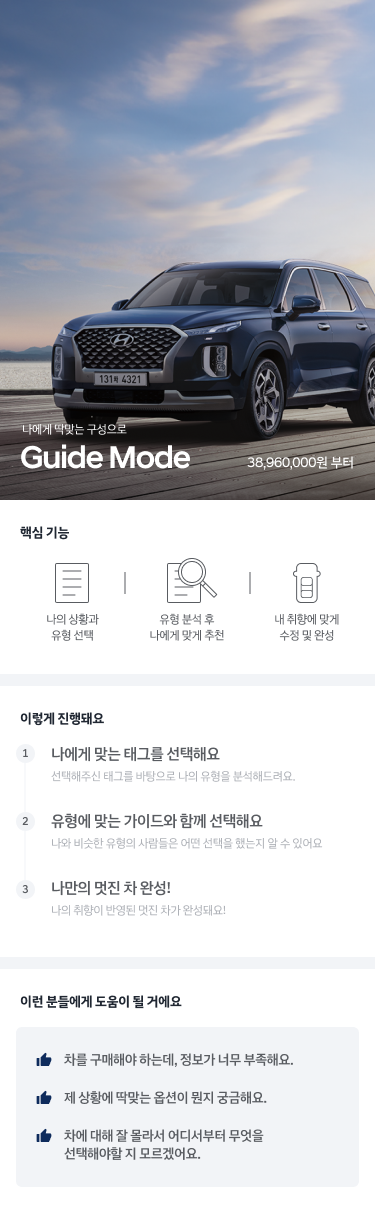 131허 4321
나에게 딱맞는 구성으로
Guide Mode
38,960,000원 부터
핵심 기능
나의 상황과
유형 선택
유형 분석 후
나에게 맞게 추천
내 취향에 맞게
수정 및 완성
이렇게 진행돼요
1
나에게 맞는 태그를 선택해요
선택해주신 태그를 바탕으로 나의 유형을 분석해드려요.
2
유형에 맞는 가이드와 함께 선택해요
나와 비슷한 유형의 사람들은 어떤 선택을 했는지 알 수 있어요
3
나만의 멋진 차 완성!
나의 취향이 반영된 멋진 차가 완성돼요!
이런 분들에게 도움이 될 거에요
차를 구매해야 하는데, 정보가 너무 부족해요.
제 상황에 딱맞는 옵션이 뭔지 궁금해요.
차에 대해 잘 몰라서 어디서부터 무엇을
선택해야할 지 모르겠어요.